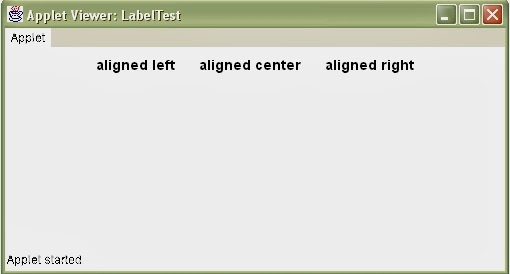 Applet Viewer: LabelTest
Applet
aligned left aligned center aligned right
Applet started